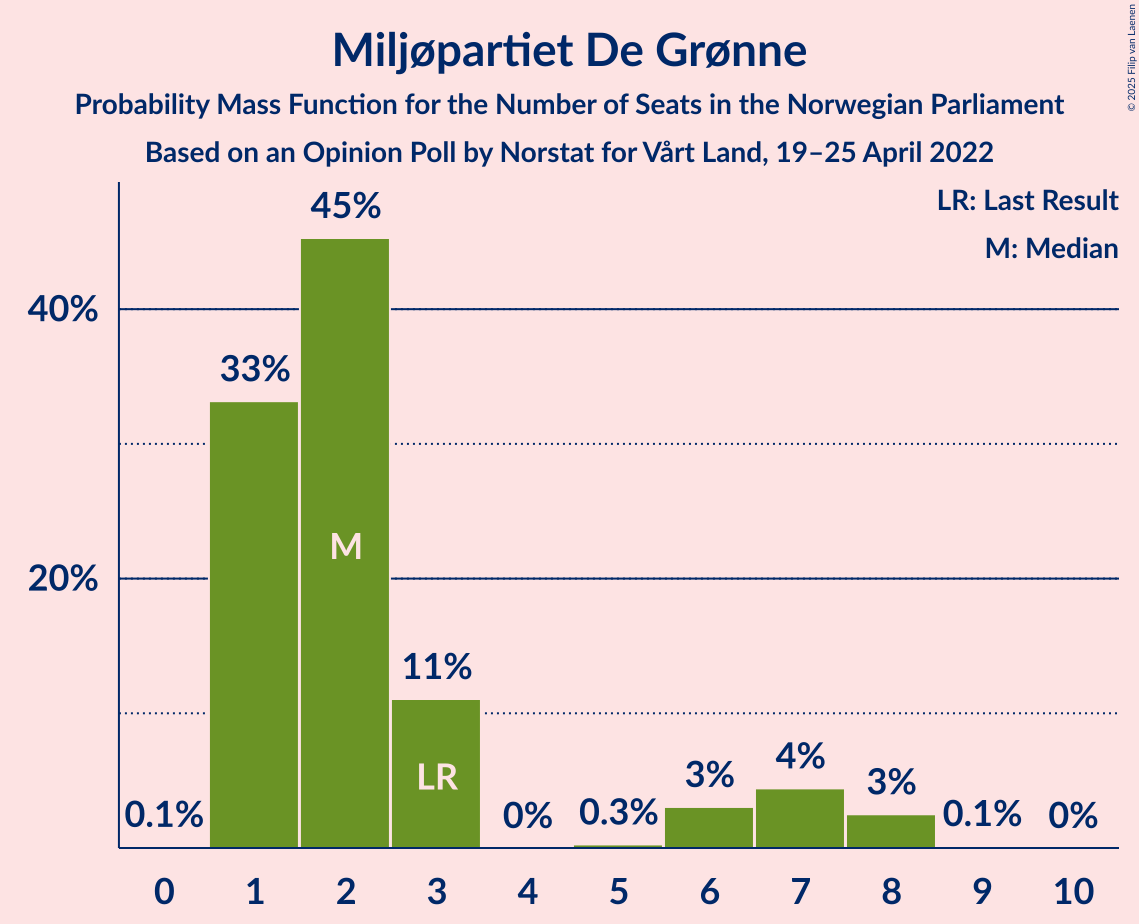 Miljøpartiet De Grønne
Probability Mass Function for the Number of Seats in the Norwegian Parliament
Based on an Opinion Poll by Norstat for Vårt Land, 19–25 April 2022
© 2025 Filip van Laenen
LR: Last Result
M: Median
45%
40%
33%
M
20%
11%
LR
4%
3%
3%
0.1%
0%
0.3%
0.1%
0%
0 1 2 3 4 5 6 7 8 9 10